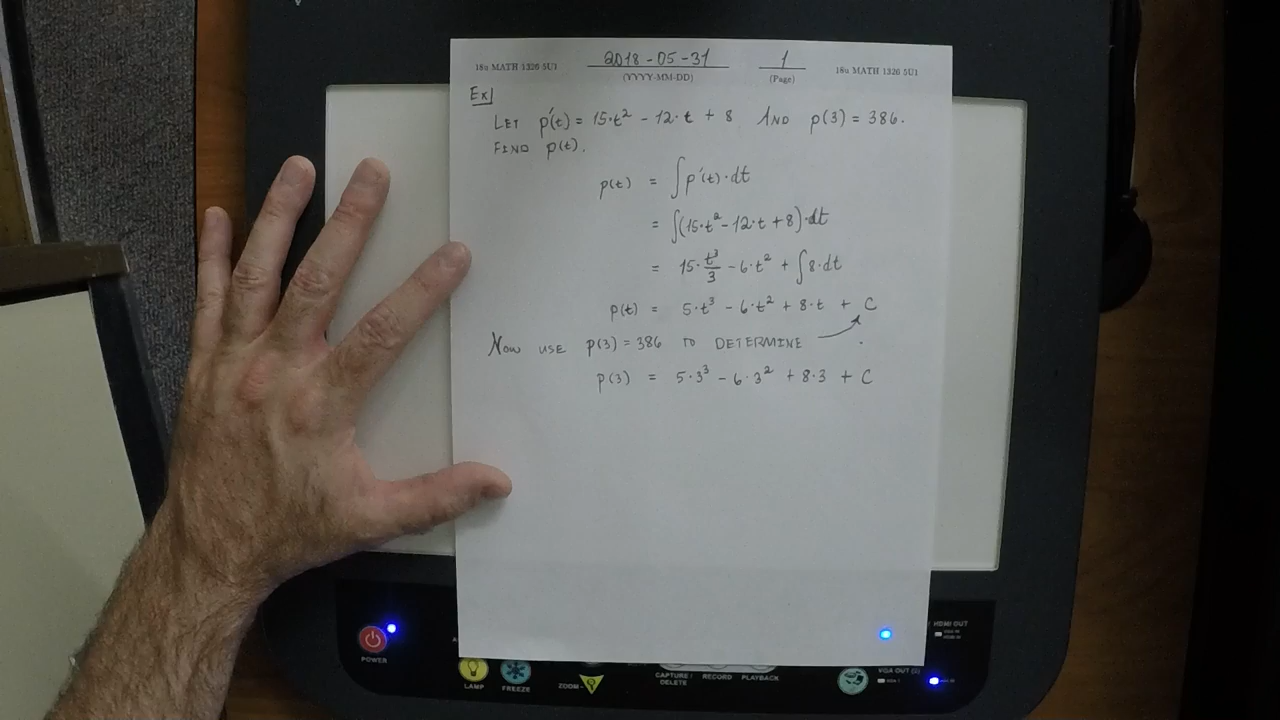 18u MATH 1326 5U1 2018-05-31 1 18u MATH 1326 5U1
(YYYY-MM-DD) (Page)
Ex1
LET p'(t) = 15·t² - 12·t + 8 AND p(3) = 386.
FIND p(t).
p(t) = ∫p'(t)·dt
= ∫(15·t² - 12·t + 8)·dt
= 15·t³/3 - 6·t² + ∫8·dt
p(t) = 5·t³ - 6·t² + 8·t + C
NOW USE p(3) = 386 TO DETERMINE
p(3) = 5·3³ - 6·3² + 8·3 + C
POWER
LAMP
FREEZE
ZOOM -
CAPTURE / DELETE
RECORD
PLAYBACK
VGA OUT
HDMI OUT